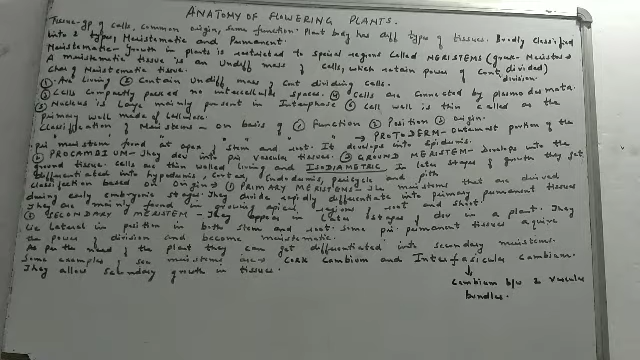 ANATOMY OF FLOWERING PLANTS.
Tissue - gp of cells, common origin, same function. Plant body has diff types of tissues. Broadly classified
into 2 types, Meristematic and Permanent.
Meristematic - Growth in plants is restricted to special regions called MERISTEMS (greek - Meristos
A meristematic tissue is an undiff mass of cells, which retain power of cont divided)
Char of Meristematic tissue: division.
① Are living ② Contain undiff mass cont dividing cells.
③ Cells compactly packed no intercellular spaces. ④ Cells are connected by plasmodesmata.
⑤ Nucleus is large mainly present in Interphase ⑥ Cell wall is thin called as the
primary wall made of cellulose.
Classification of Meristems - On basis of ① Function ② Position ③ Origin.
→ PROTODERM - Outermost portion of the
pri meristem found at apex of stem and root. It develops into Epidermis.
② PROCAMBIUM - They dev into pri vascular tissues. ③ GROUND MERISTEM - Develops into the
ground tissue. Cells are thin walled living and ISODIAMETRIC. In later stages of growth they get
differentiated into hypodermis, cortex, Endodermis, pericycle and pith
Classification based on Origin → ① PRIMARY MERISTEMS The meristems that are derived
during early embryonic stages. They divide rapidly differentiate into primary permanent tissues
They are mainly found in growing apical regions of root and shoot.
② SECONDARY MERISTEM - They appear in later stages of dev in a plant. They
lie lateral in position in both stem and root. Some pri permanent tissues aquire
the power of division and become meristematic.
As per the need of the plant they can get differentiated into secondary meristems.
Some examples of sec meristems are → CORK Cambium and Interfasicular cambium.
They allow secondary growth in tissues. ↓
Cambium b/w 2 vascular
bundles.